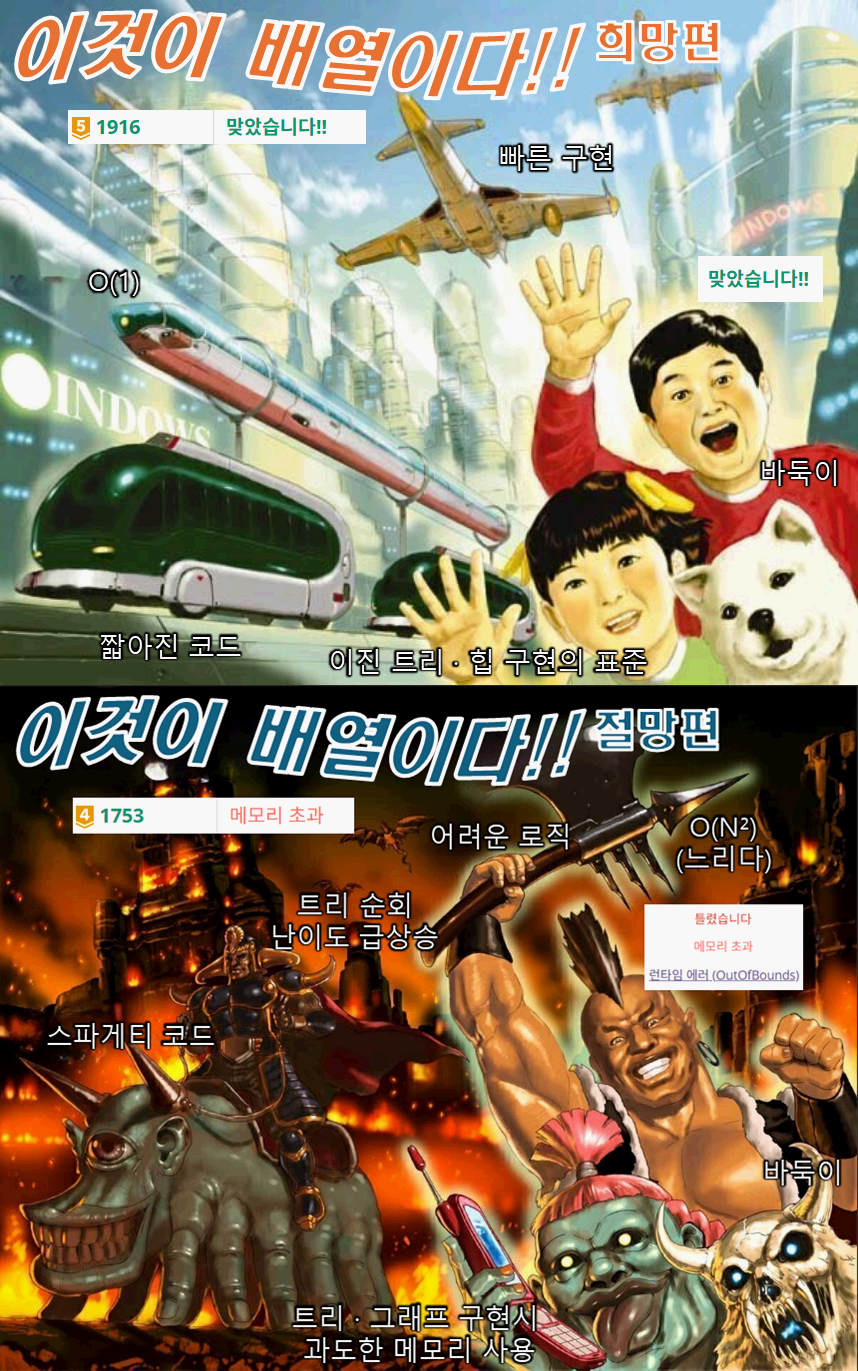 이것이 배열이다!! 희망편
5 1916 맞았습니다!!
빠른 구현
INDOWS
맞았습니다!!
O(1)
INDOWS
바둑이
짧아진 코드
이진 트리 · 힙 구현의 표준
이것이 배열이다!! 절망편
4 1753 메모리 초과
어려운 로직
O(N²)
(느리다)
트리 순회
난이도 급상승
틀렸습니다
메모리 초과
런타임 에러 (OutOfBounds)
스파게티 코드
바둑이
트리 · 그래프 구현시
과도한 메모리 사용